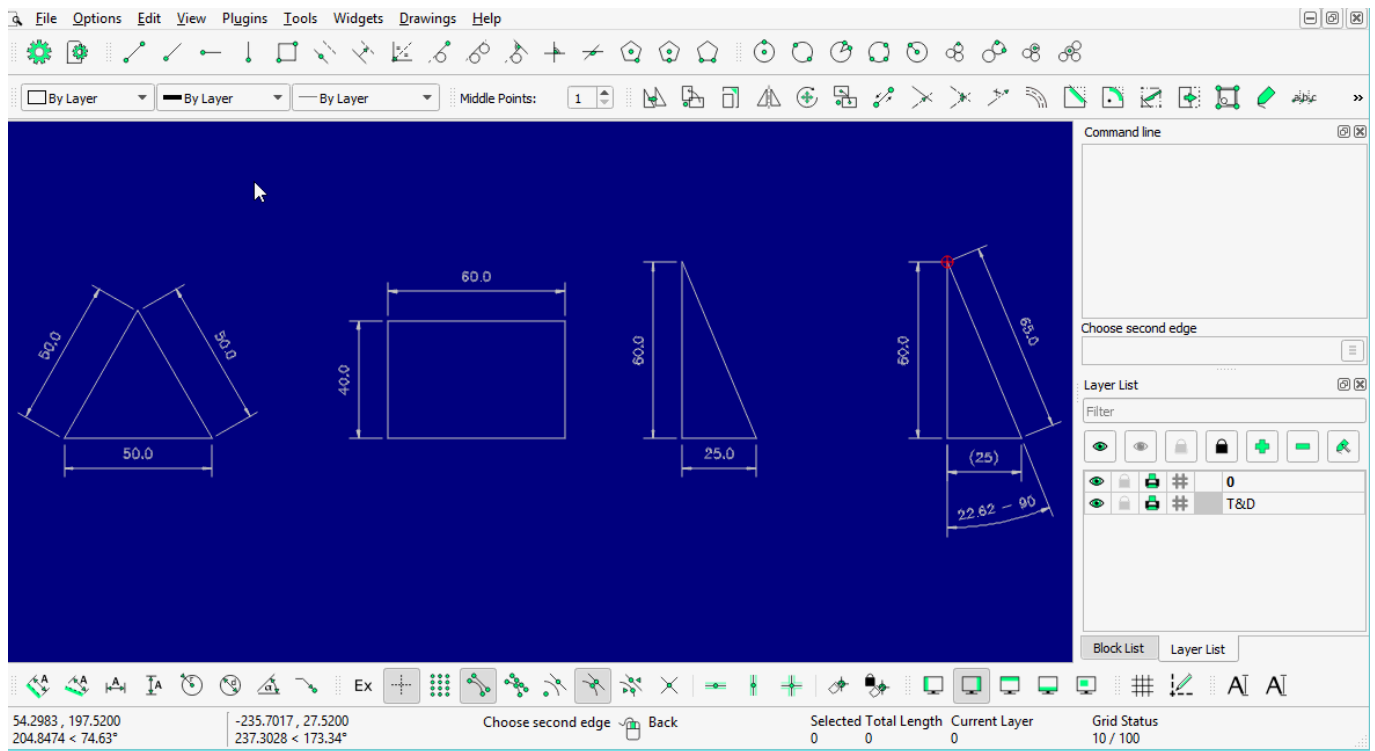 File Options Edit View Plugins Tools Widgets Drawings Help
By Layer By Layer By Layer Middle Points: 1
Command line
Choose second edge
Layer List
Filter
0
T&D
Block List Layer List
50.0
50.0
50.0
60.0
40.0
60.0
25.0
60.0
65.0
(25)
22.62 - 90
Ex
A
A
A
A
AI AI
54.2983 , 197.5200
204.8474 < 74.63°
-235.7017 , 27.5200
237.3028 < 173.34°
Choose second edge Back
Selected Total Length Current Layer
0 0 0
Grid Status
10 / 100